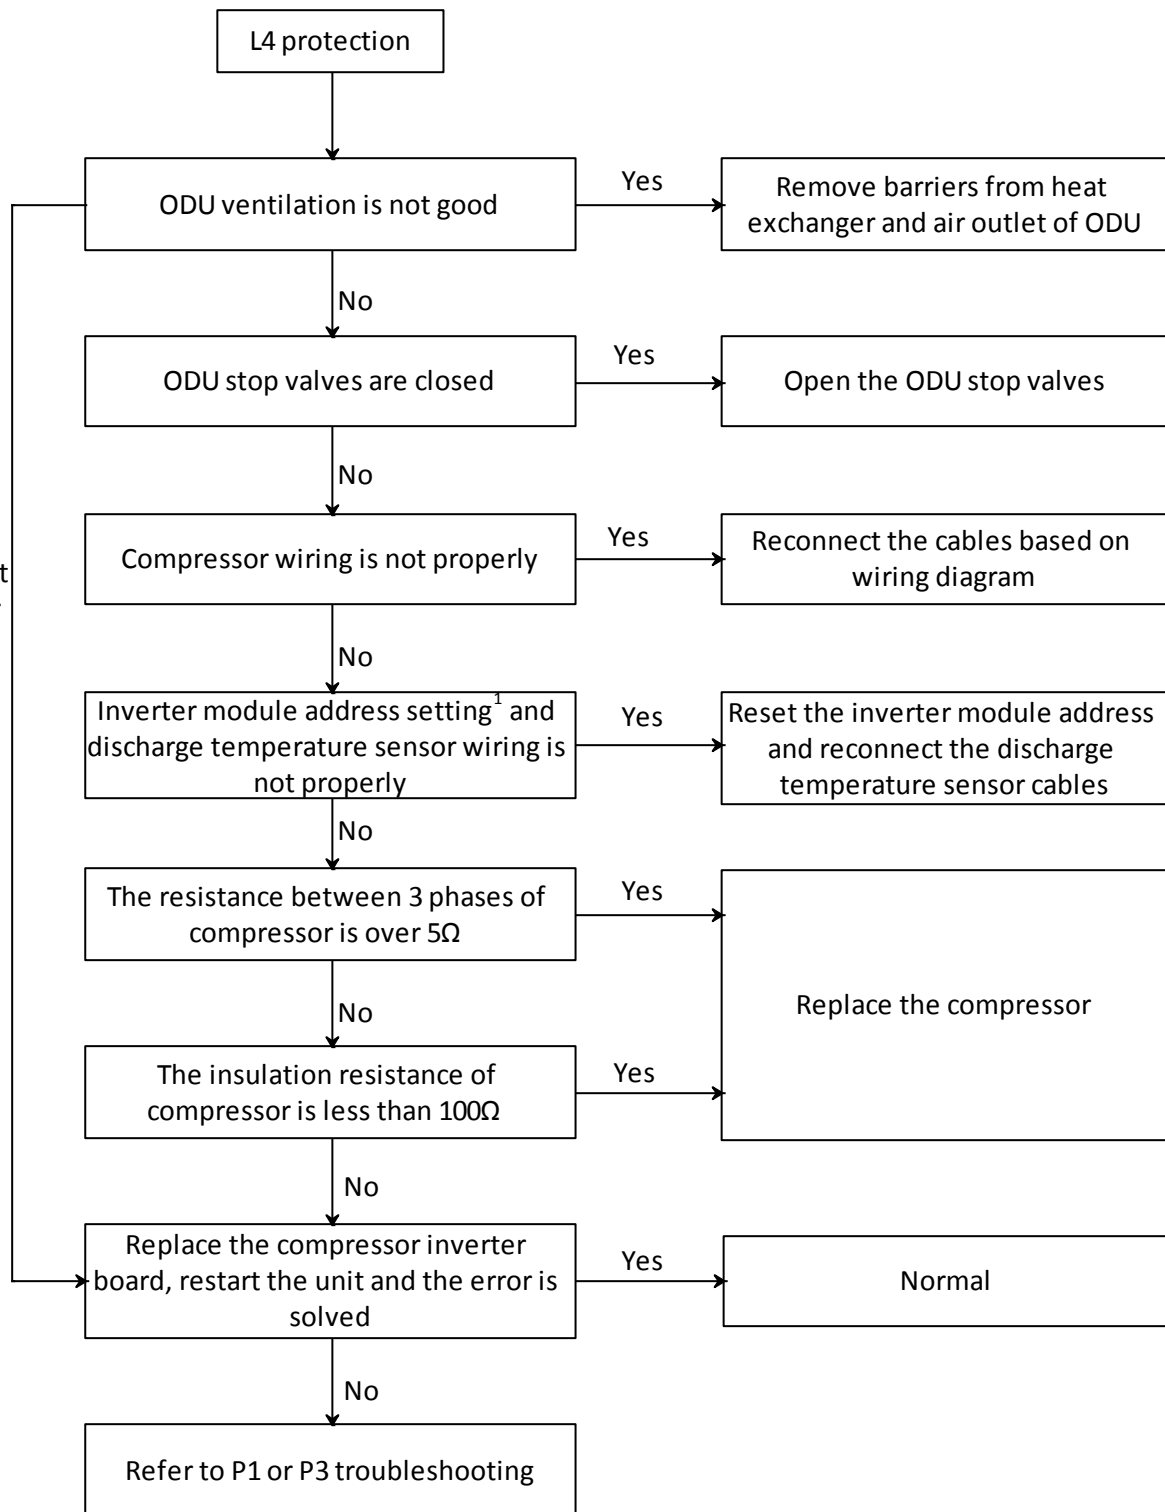 L4 protection
ODU ventilation is not good
Yes
Remove barriers from heat
exchanger and air outlet of ODU
No
ODU stop valves are closed
Yes
Open the ODU stop valves
No
Compressor wiring is not properly
Yes
Reconnect the cables based on
wiring diagram
No
Inverter module address setting¹ and
discharge temperature sensor wiring is
not properly
Yes
Reset the inverter module address
and reconnect the discharge
temperature sensor cables
No
The resistance between 3 phases of
compressor is over 5Ω
Yes
Replace the compressor
No
The insulation resistance of
compressor is less than 100Ω
Yes
No
Replace the compressor inverter
board, restart the unit and the error is
solved
Yes
Normal
No
Refer to P1 or P3 troubleshooting